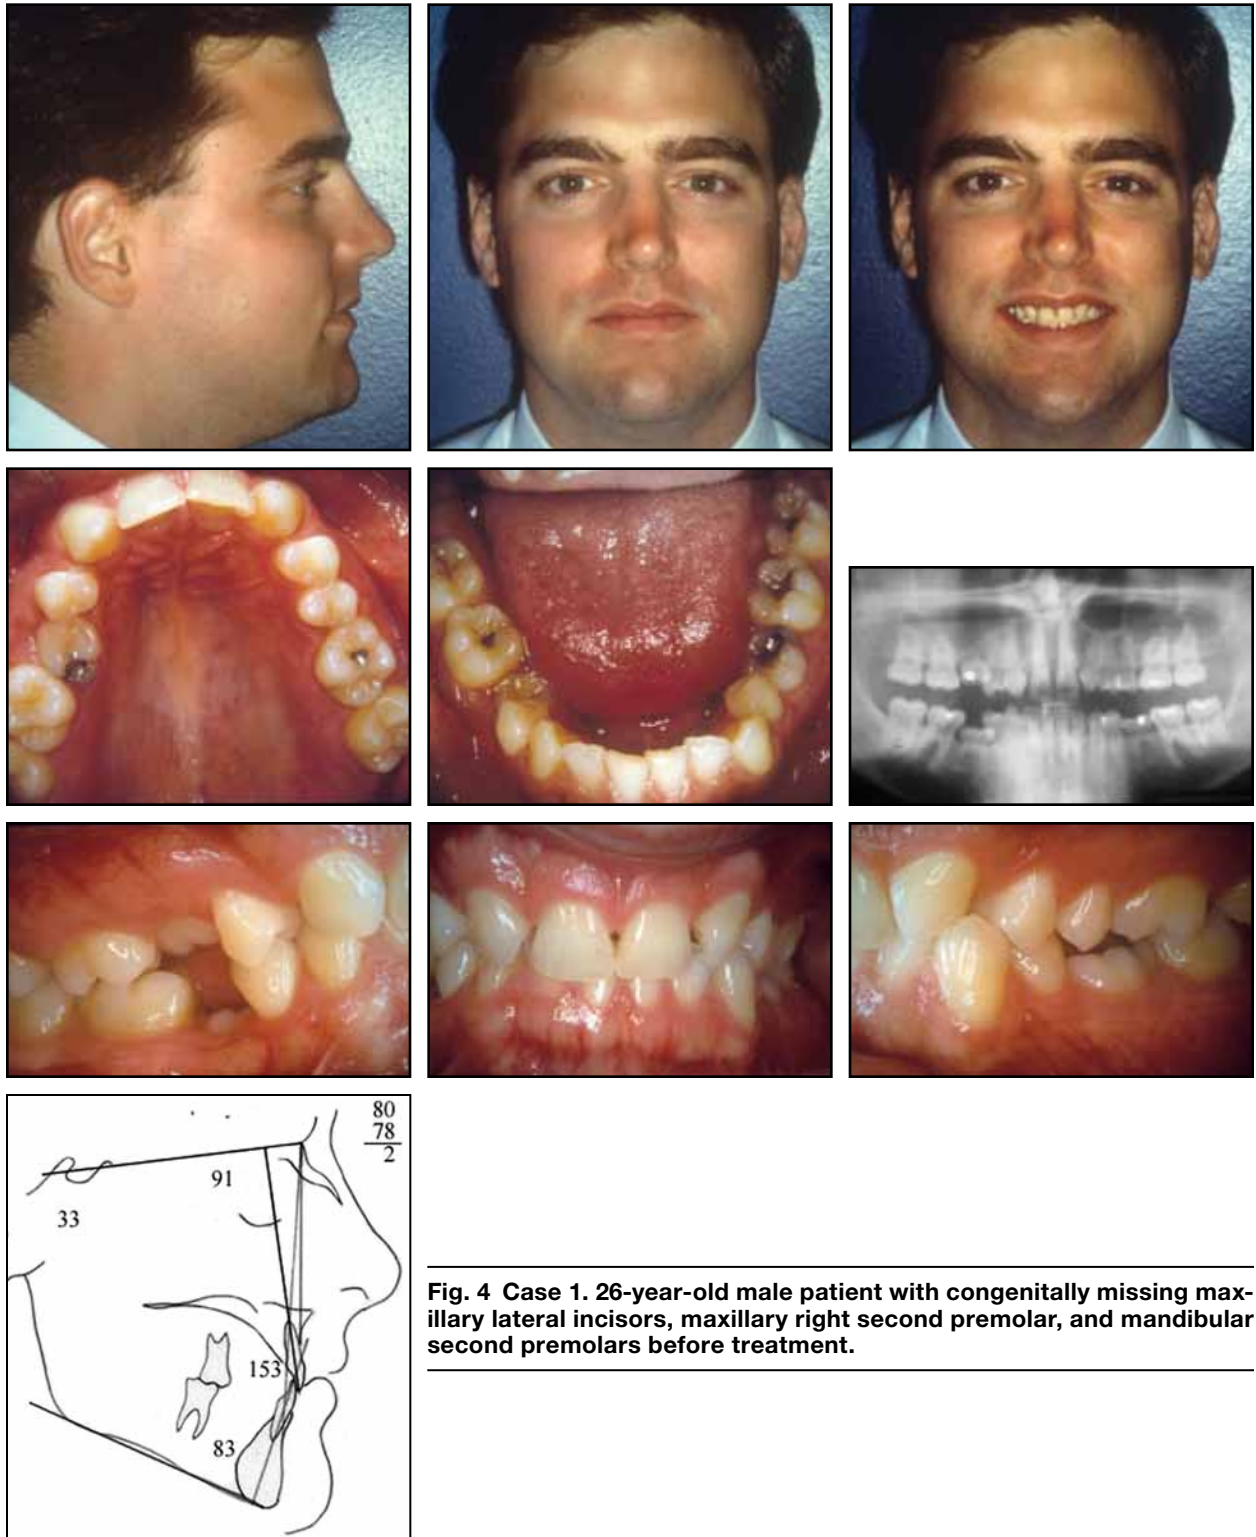 80
78
2
91
33
153
83
Fig. 4 Case 1. 26-year-old male patient with congenitally missing max-
illary lateral incisors, maxillary right second premolar, and mandibular
second premolars before treatment.